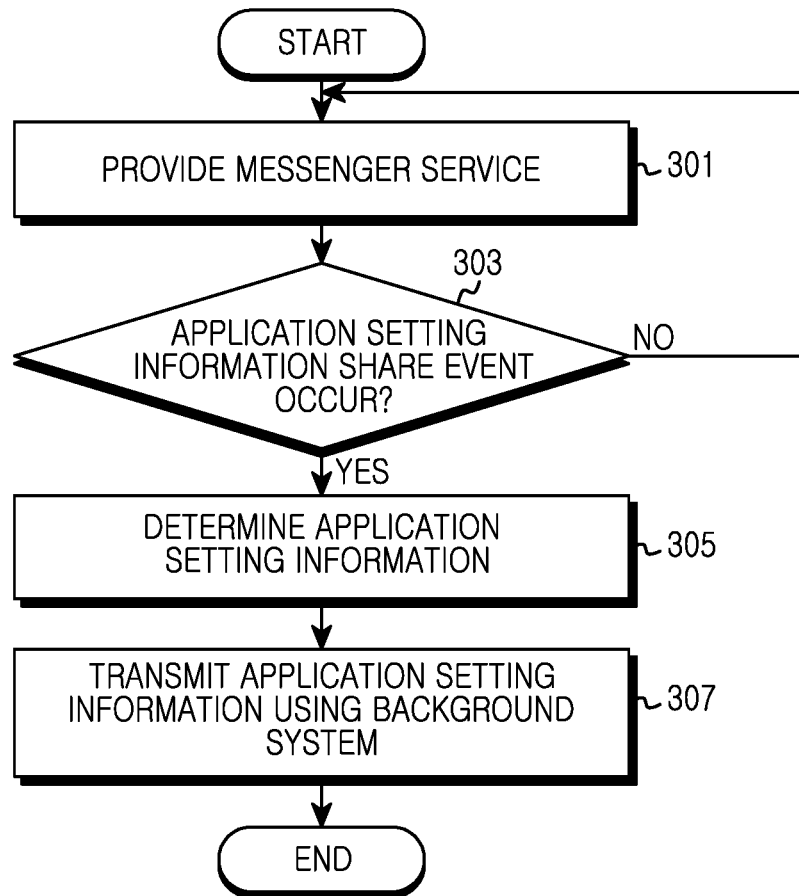 START
PROVIDE MESSENGER SERVICE
301
303
APPLICATION SETTING
INFORMATION SHARE EVENT
OCCUR?
NO
YES
DETERMINE APPLICATION
SETTING INFORMATION
305
TRANSMIT APPLICATION SETTING
INFORMATION USING BACKGROUND
SYSTEM
307
END